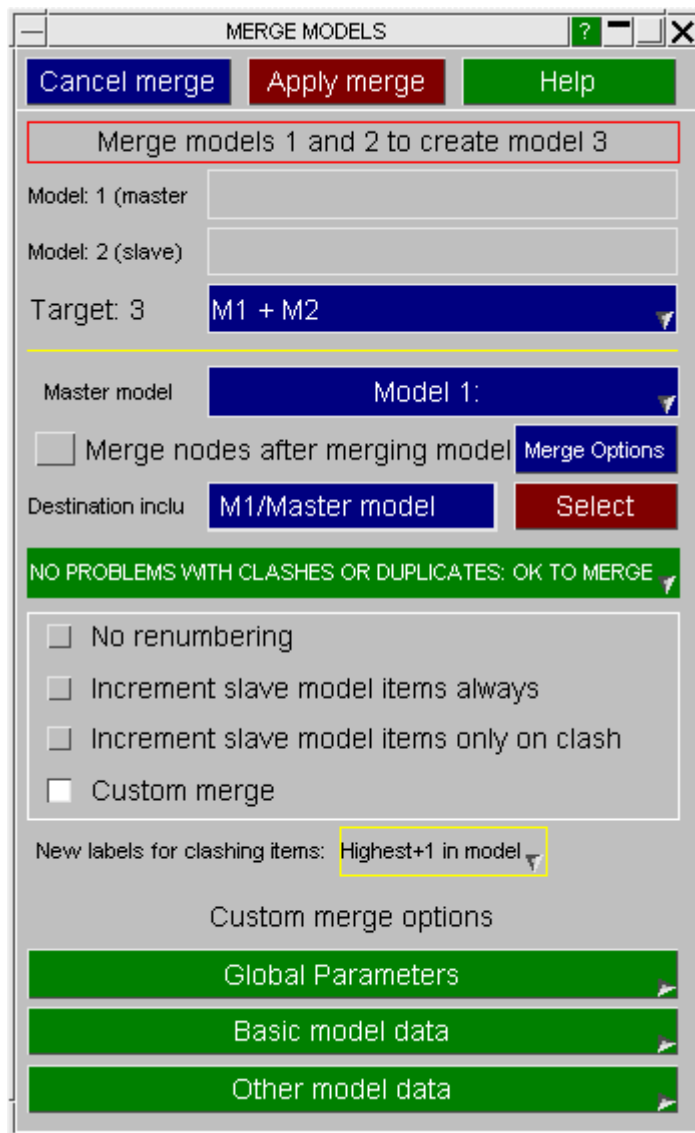 MERGE MODELS ?
Cancel merge Apply merge Help
Merge models 1 and 2 to create model 3
Model: 1 (master
Model: 2 (slave)
Target: 3 M1 + M2
Master model Model 1:
Merge nodes after merging model Merge Options
Destination inclu M1/Master model Select
NO PROBLEMS WITH CLASHES OR DUPLICATES: OK TO MERGE
No renumbering
Increment slave model items always
Increment slave model items only on clash
Custom merge
New labels for clashing items: Highest+1 in model
Custom merge options
Global Parameters
Basic model data
Other model data